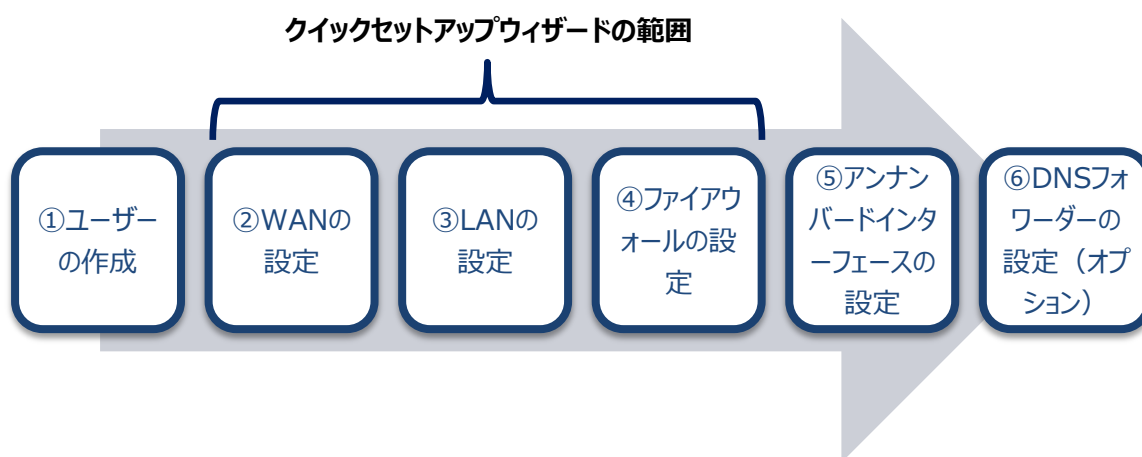 クイックセットアップウィザードの範囲
①ユーザー
の作成
②WANの
設定
③LANの
設定
④ファイアウ
ォールの設
定
⑤アンナン
バードインタ
ーフェースの
設定
⑥DNSフォ
ワーダーの
設定（オプ
ション）